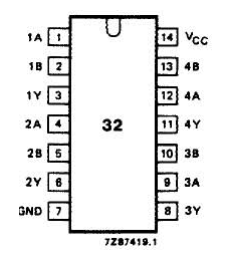 1A 1 14 VCC
1B 2 13 4B
1Y 3 12 4A
2A 4 32 11 4Y
2B 5 10 3B
2Y 6 9 3A
GND 7 8 3Y
7Z87419.1